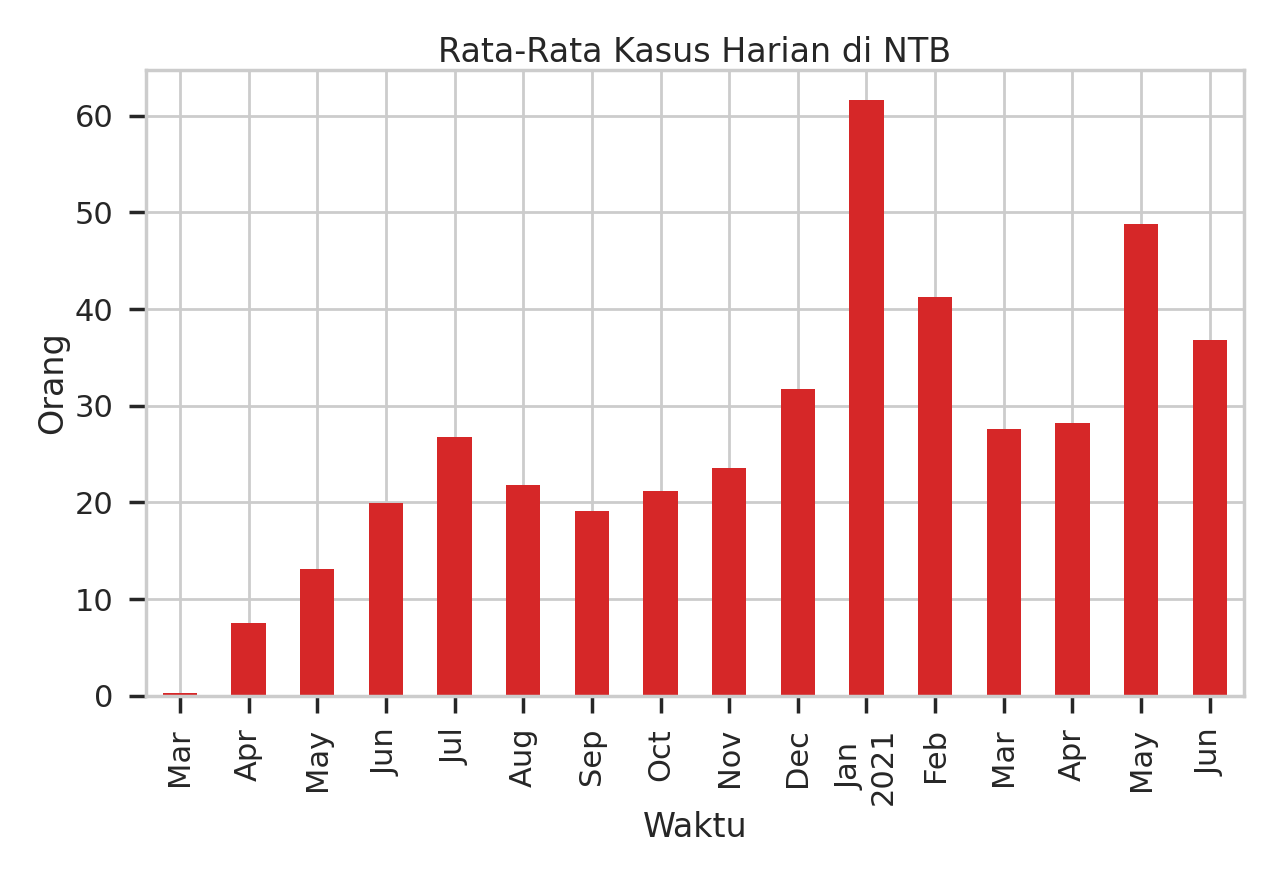 Rata-Rata Kasus Harian di NTB
60
50
40
30
20
10
0
Orang
Mar
Apr
May
Jun
Jul
Aug
Sep
Oct
Nov
Dec
Jan
2021
Feb
Mar
Apr
May
Jun
Waktu